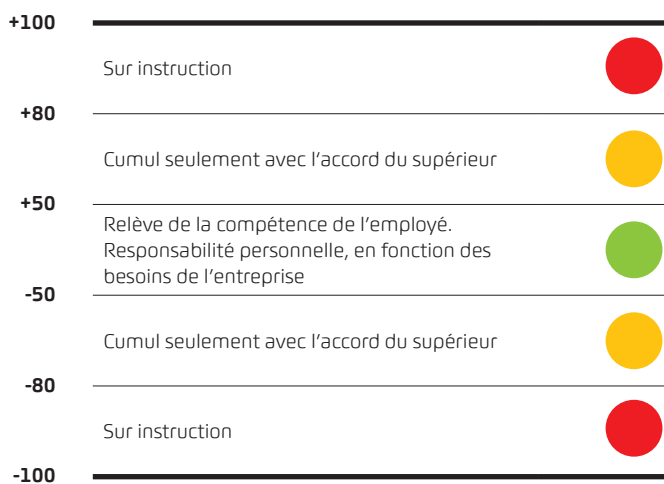 +100
Sur instruction
+80
Cumul seulement avec l'accord du supérieur
+50
Relève de la compétence de l'employé.
Responsabilité personnelle, en fonction des
besoins de l'entreprise
-50
Cumul seulement avec l'accord du supérieur
-80
Sur instruction
-100